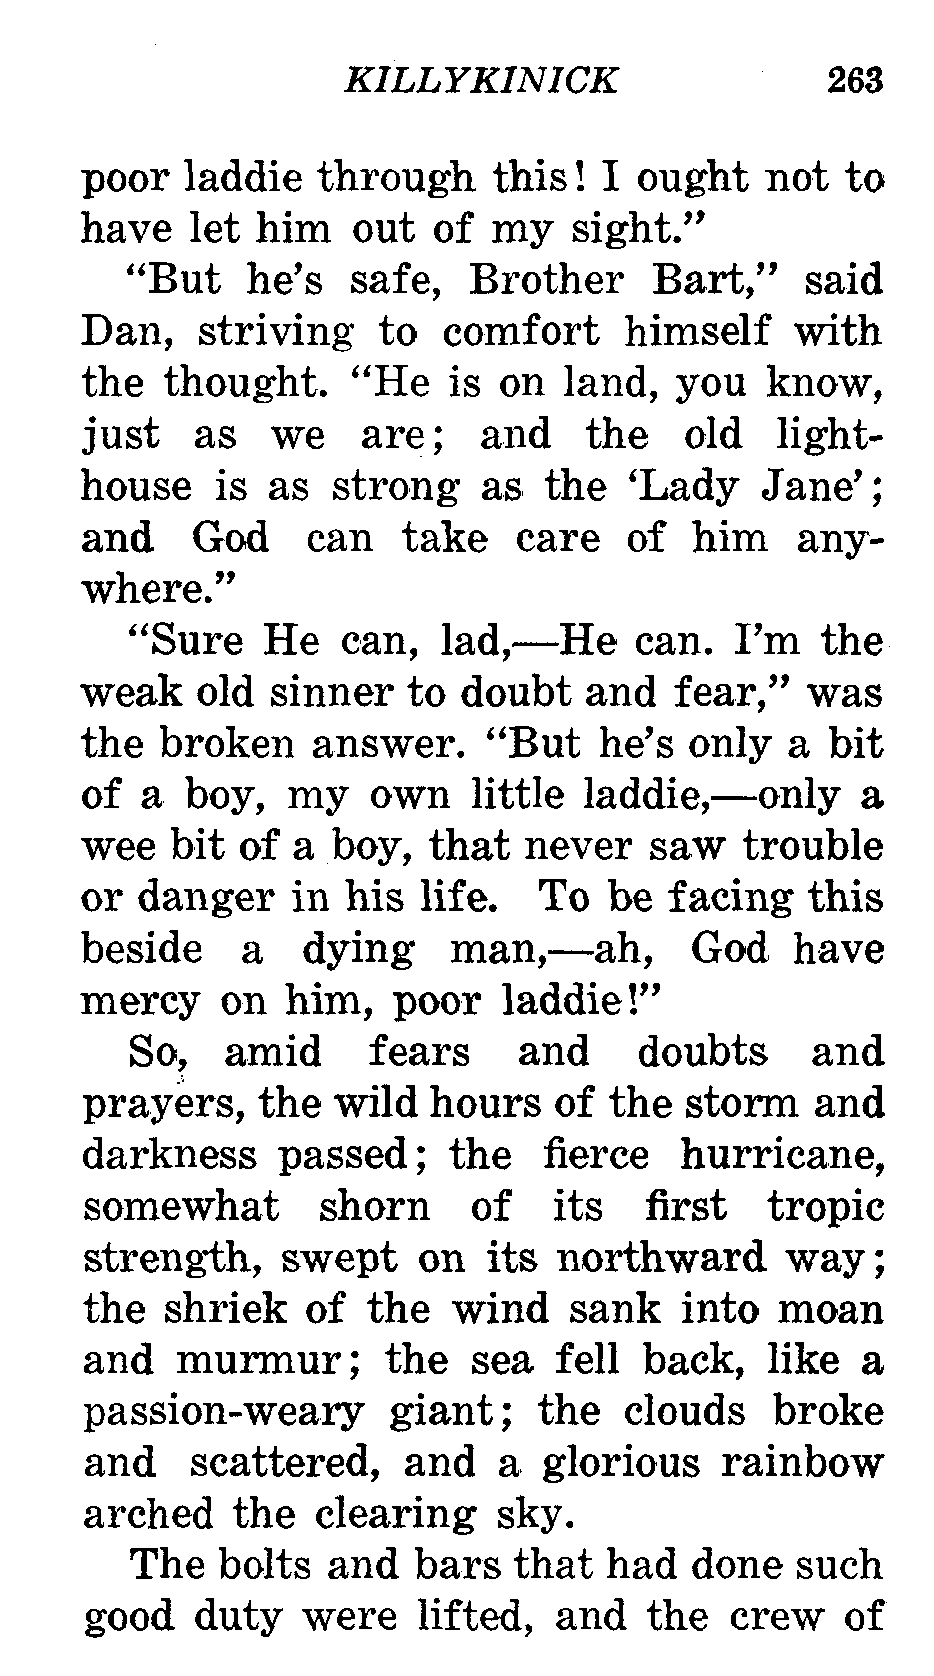 KILLYKINICK 263
poor laddie through this! I ought not to
have let him out of my sight."
"But he's safe, Brother Bart," said
Dan, striving to comfort himself with
the thought. "He is on land, you know,
just as we are; and the old light-
house is as strong as the 'Lady Jane';
and God can take care of him any-
where."
"Sure He can, lad,—He can. I'm the
weak old sinner to doubt and fear," was
the broken answer. "But he's only a bit
of a boy, my own little laddie,—only a
wee bit of a boy, that never saw trouble
or danger in his life. To be facing this
beside a dying man,—ah, God have
mercy on him, poor laddie!"
So, amid fears and doubts and
prayers, the wild hours of the storm and
darkness passed; the fierce hurricane,
somewhat shorn of its first tropic
strength, swept on its northward way;
the shriek of the wind sank into moan
and murmur; the sea fell back, like a
passion-weary giant; the clouds broke
and scattered, and a glorious rainbow
arched the clearing sky.
The bolts and bars that had done such
good duty were lifted, and the crew of